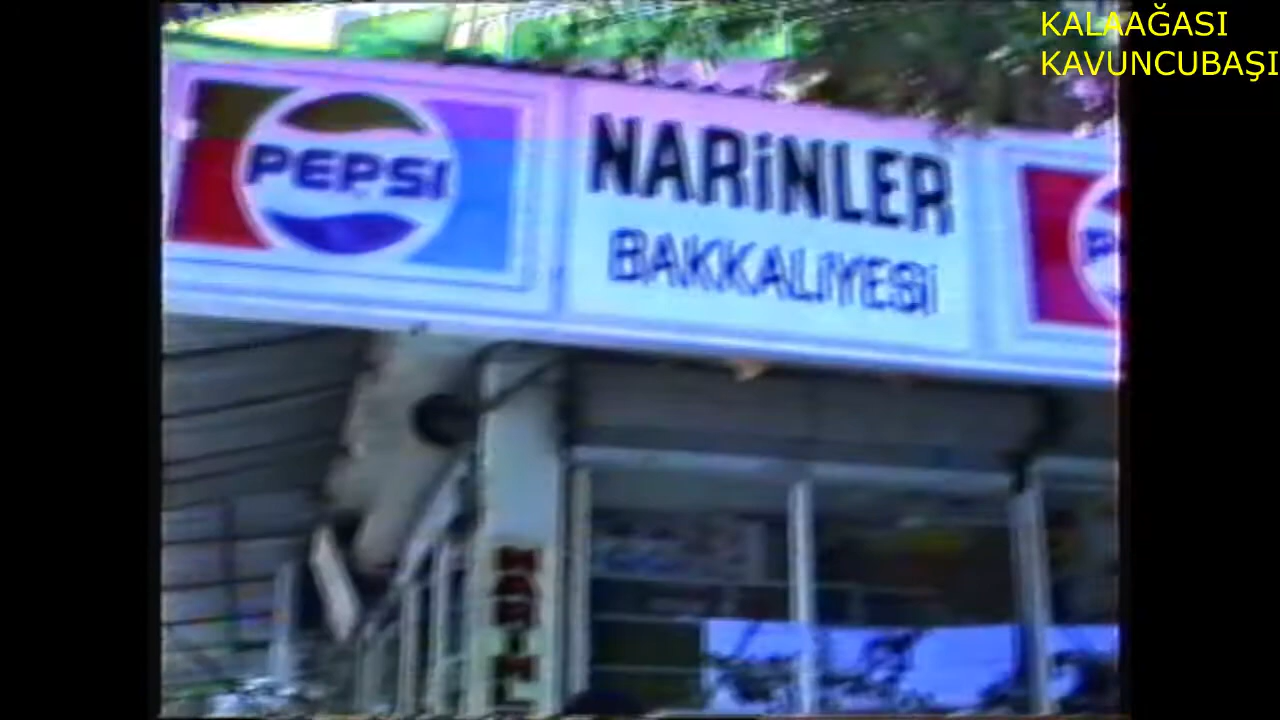 KALAAĞASI
KAVUNCUBAŞI
PEPSI
NARİNLER
BAKKALİYESİ